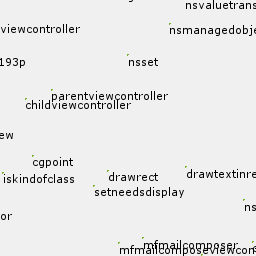 nsvaluetrans
viewcontroller
nsmanagedobje
193p
nsset
parentviewcontroller
childviewcontroller
ew
cgpoint
iskindofclass
drawrect
drawtextinre
setneedsdisplay
ns
or
mfmailcomposer
mfmailcomposeviewcon